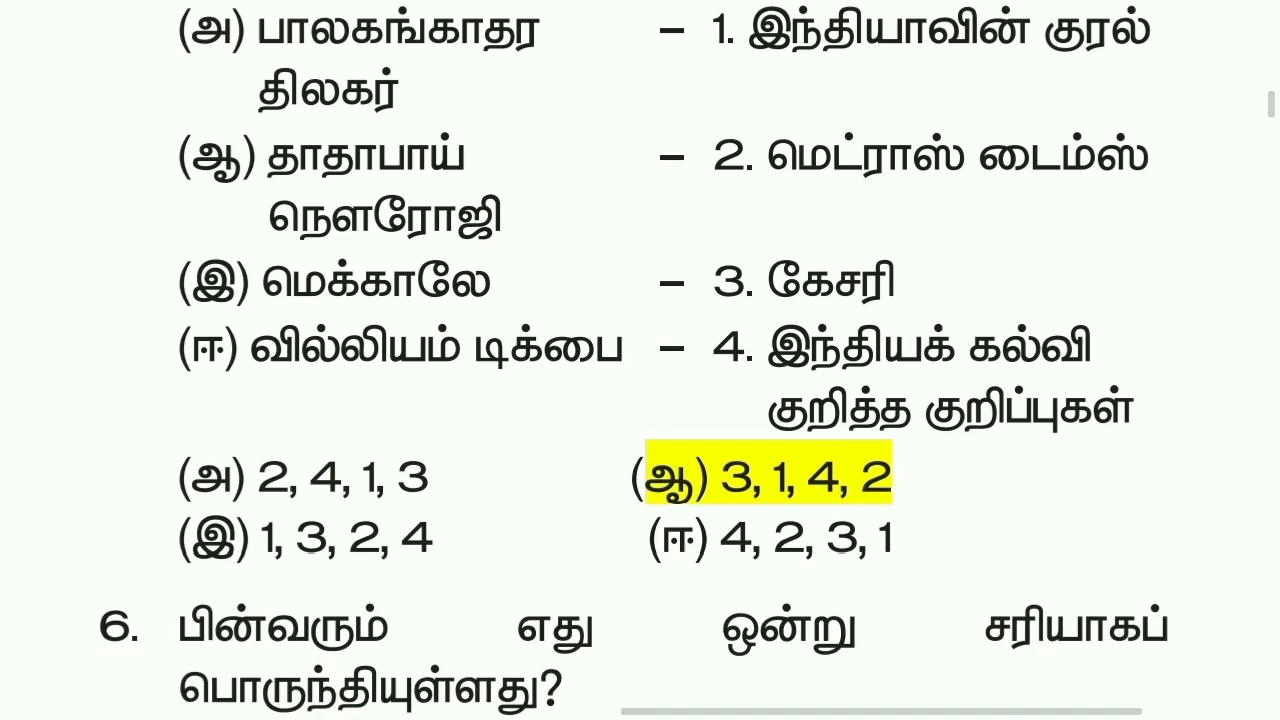 (அ) பாலகங்காதர – 1. இந்தியாவின் குரல்
திலகர்
(ஆ) தாதாபாய் – 2. மெட்ராஸ் டைம்ஸ்
நௌரோஜி
(இ) மெக்காலே – 3. கேசரி
(ஈ) வில்லியம் டிக்பை – 4. இந்தியக் கல்வி
குறித்த குறிப்புகள்
(அ) 2, 4, 1, 3 (ஆ) 3, 1, 4, 2
(இ) 1, 3, 2, 4 (ஈ) 4, 2, 3, 1
6. பின்வரும் எது ஒன்று சரியாகப்
பொருந்தியுள்ளது?